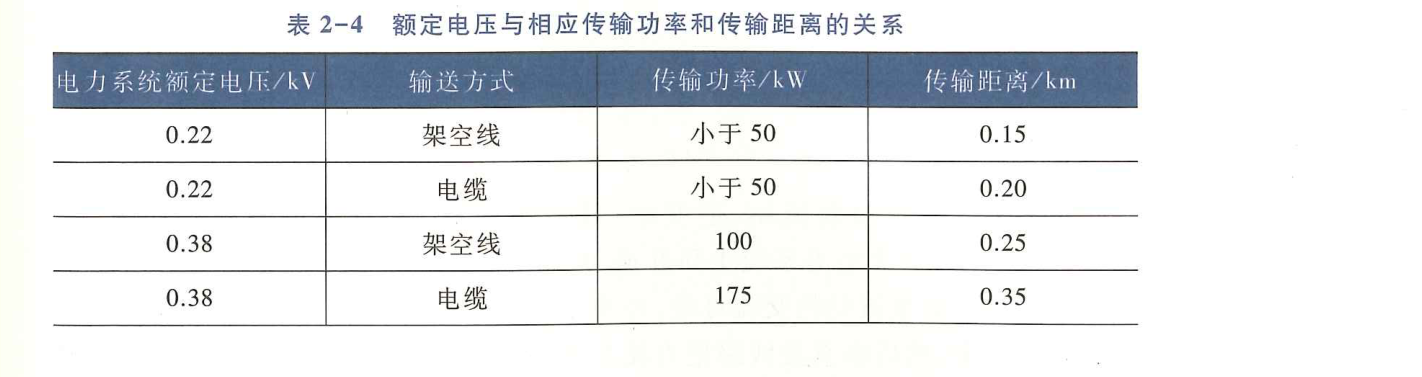 表 2-4 额定电压与相应传输功率和传输距离的关系
电力系统额定电压/kV 输送方式 传输功率/kW 传输距离/km
0.22 架空线 小于 50 0.15
0.22 电缆 小于 50 0.20
0.38 架空线 100 0.25
0.38 电缆 175 0.35